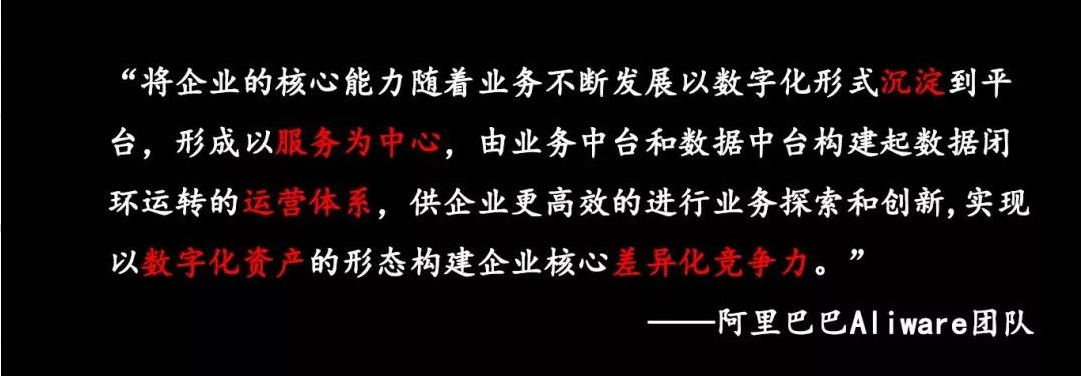 “将企业的核心能力随着业务不断发展以数字化形式沉淀到平
台，形成以服务为中心，由业务中台和数据中台构建起数据闭
环运转的运营体系，供企业更高效的进行业务探索和创新,实现
以数字化资产的形态构建企业核心差异化竞争力。”
——阿里巴巴Aliware团队